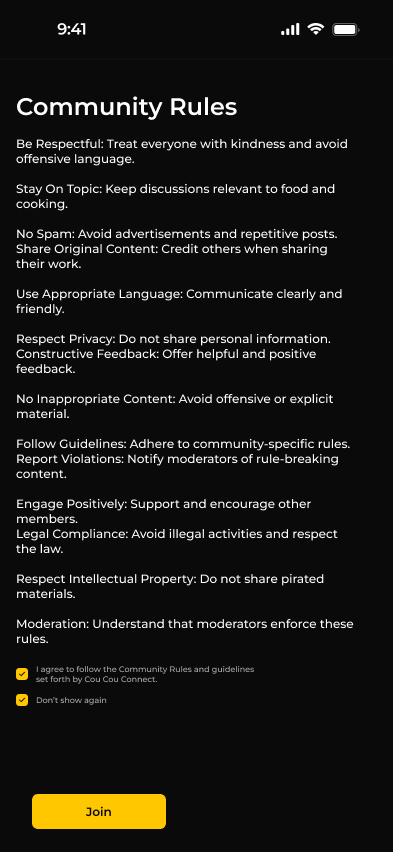 9:41
Community Rules
Be Respectful: Treat everyone with kindness and avoid
offensive language.
Stay On Topic: Keep discussions relevant to food and
cooking.
No Spam: Avoid advertisements and repetitive posts.
Share Original Content: Credit others when sharing
their work.
Use Appropriate Language: Communicate clearly and
friendly.
Respect Privacy: Do not share personal information.
Constructive Feedback: Offer helpful and positive
feedback.
No Inappropriate Content: Avoid offensive or explicit
material.
Follow Guidelines: Adhere to community-specific rules.
Report Violations: Notify moderators of rule-breaking
content.
Engage Positively: Support and encourage other
members.
Legal Compliance: Avoid illegal activities and respect
the law.
Respect Intellectual Property: Do not share pirated
materials.
Moderation: Understand that moderators enforce these
rules.
I agree to follow the Community Rules and guidelines
set forth by Cou Cou Connect.
Don't show again
Join